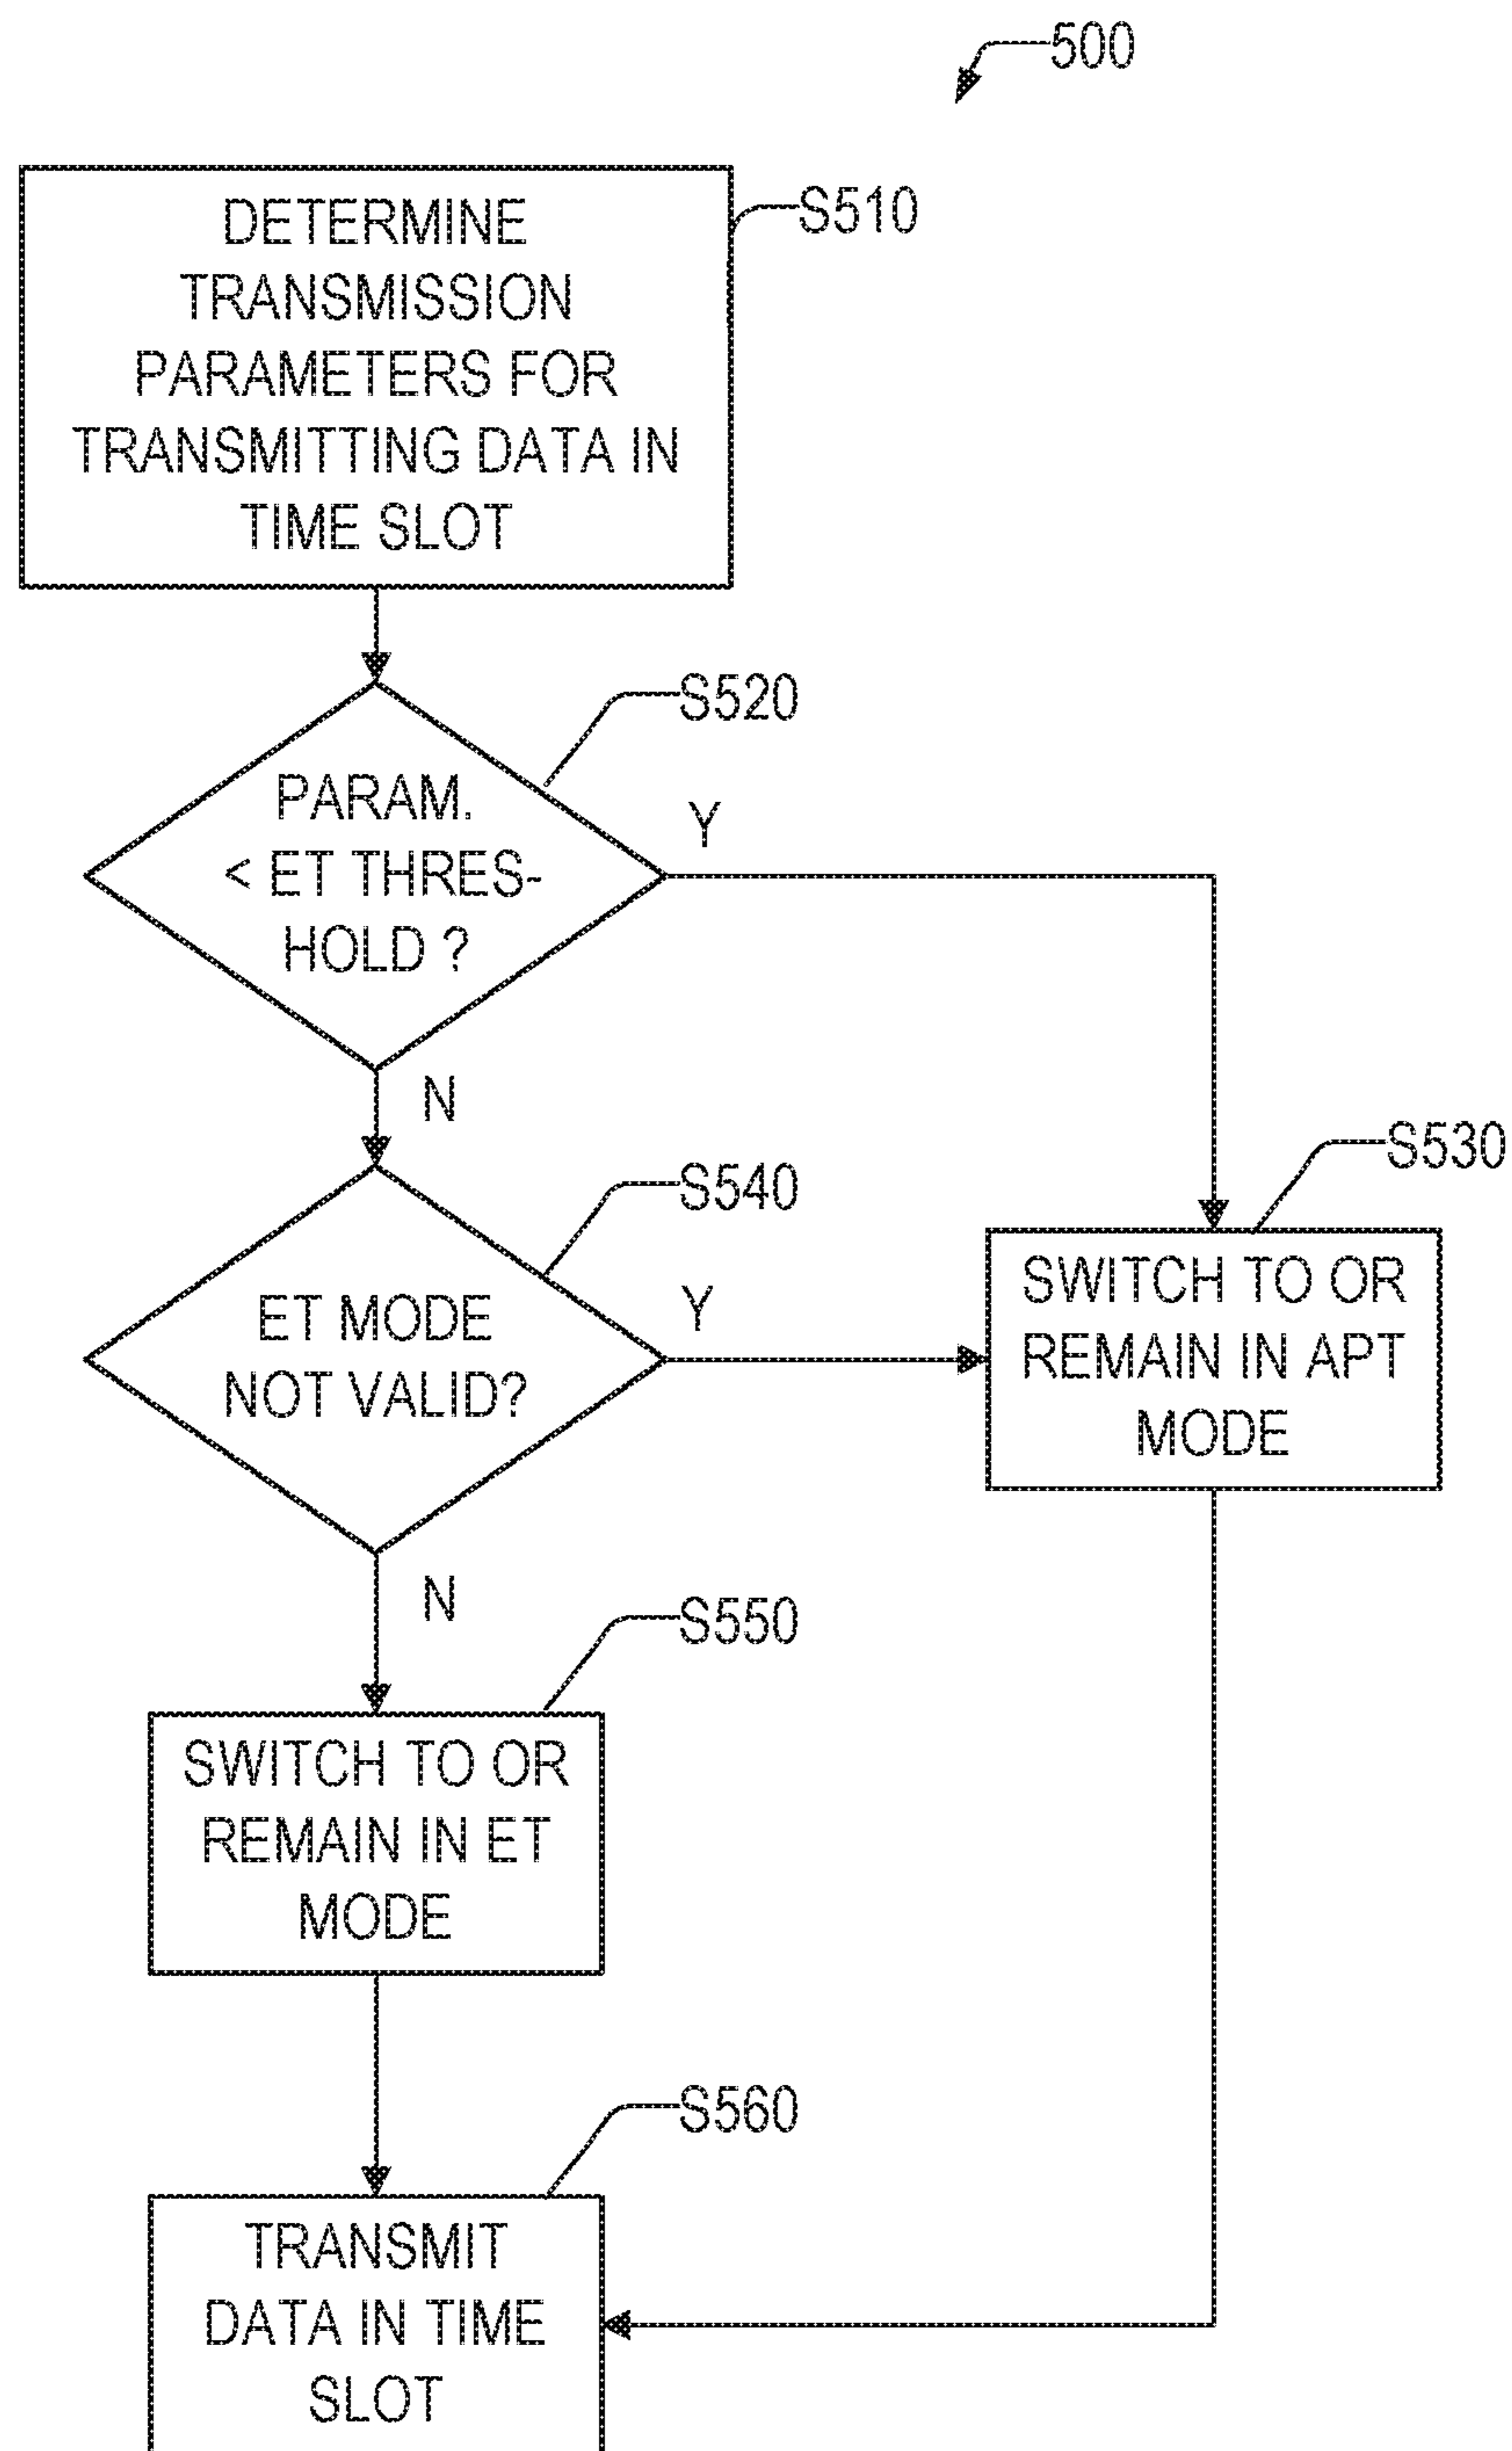 500
DETERMINE
TRANSMISSION
PARAMETERS FOR
TRANSMITTING DATA IN
TIME SLOT
S510
S520
PARAM.
< ET THRES-
HOLD ?
Y
N
S540
ET MODE
NOT VALID?
Y
S530
SWITCH TO OR
REMAIN IN APT
MODE
N
S550
SWITCH TO OR
REMAIN IN ET
MODE
S560
TRANSMIT
DATA IN TIME
SLOT